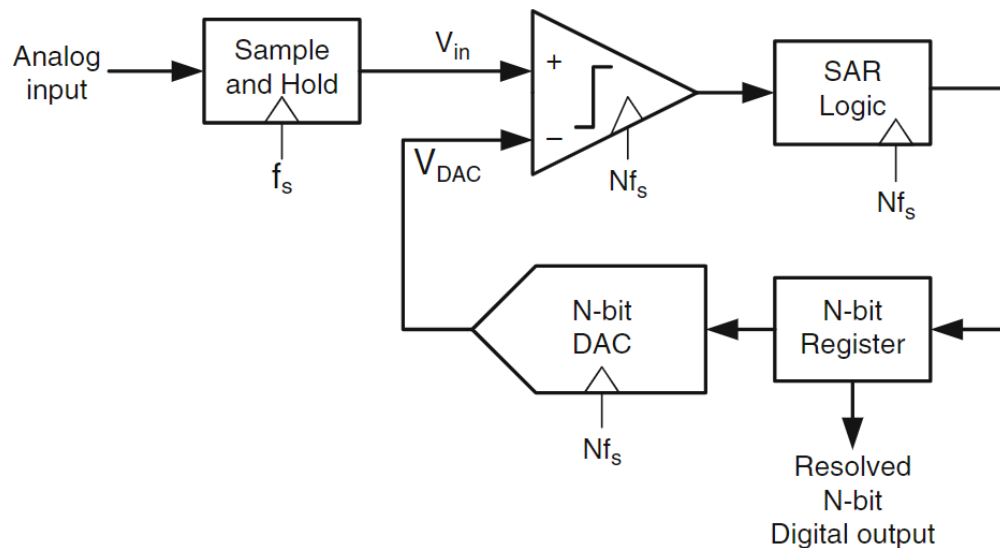 Analog
input
Sample
and Hold
f_s
V_in
+
−
V_DAC
Nf_s
SAR
Logic
Nf_s
N-bit
DAC
Nf_s
N-bit
Register
Resolved
N-bit
Digital output